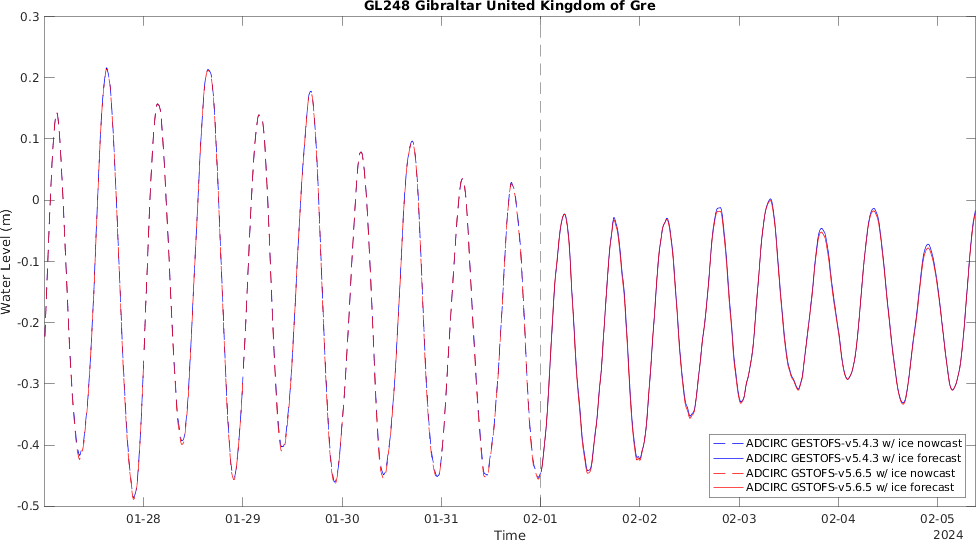 GL248 Gibraltar United Kingdom of Gre
0.3
0.2
0.1
0
-0.1
-0.2
-0.3
-0.4
-0.5
Water Level (m)
ADCIRC GESTOFS-v5.4.3 w/ ice nowcast
ADCIRC GESTOFS-v5.4.3 w/ ice forecast
ADCIRC GSTOFS-v5.6.5 w/ ice nowcast
ADCIRC GSTOFS-v5.6.5 w/ ice forecast
01-28 01-29 01-30 01-31 02-01 02-02 02-03 02-04 02-05
Time
2024